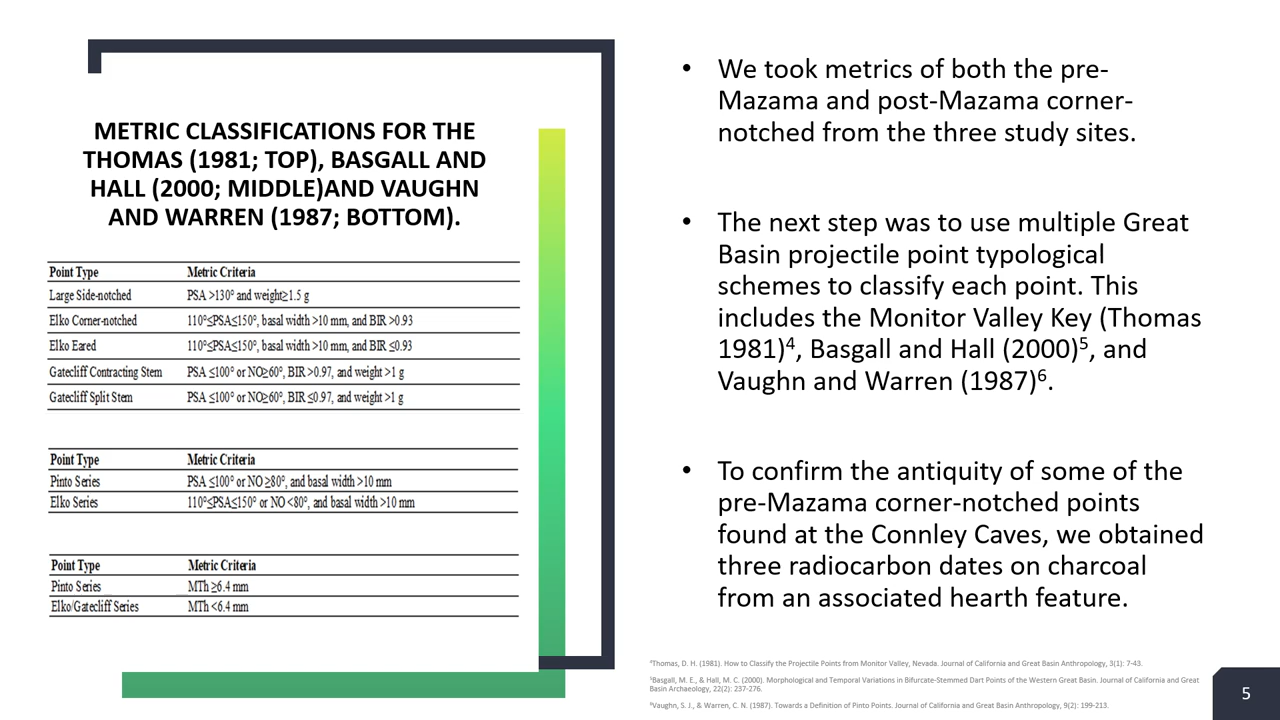 METRIC CLASSIFICATIONS FOR THE
THOMAS (1981; TOP), BASGALL AND
HALL (2000; MIDDLE)AND VAUGHN
AND WARREN (1987; BOTTOM).
Point Type Metric Criteria
Large Side-notched PSA >130° and weight≥1.5 g
Elko Corner-notched 110°≤PSA≤150°, basal width >10 mm, and BIR >0.93
Elko Eared 110°≤PSA≤150°, basal width >10 mm, and BIR ≤0.93
Gatecliff Contracting Stem PSA ≤100° or NO≥60°, BIR >0.97, and weight >1 g
Gatecliff Split Stem PSA ≤100° or NO≥60°, BIR ≤0.97, and weight >1 g
Point Type Metric Criteria
Pinto Series PSA ≤100° or NO ≥80°, and basal width >10 mm
Elko Series 110°≤PSA≤150° or NO <80°, and basal width >10 mm
Point Type Metric Criteria
Pinto Series MTh ≥6.4 mm
Elko/Gatecliff Series MTh <6.4 mm
• We took metrics of both the pre-
Mazama and post-Mazama corner-
notched from the three study sites.
• The next step was to use multiple Great
Basin projectile point typological
schemes to classify each point. This
includes the Monitor Valley Key (Thomas
1981)⁴, Basgall and Hall (2000)⁵, and
Vaughn and Warren (1987)⁶.
• To confirm the antiquity of some of the
pre-Mazama corner-notched points
found at the Connley Caves, we obtained
three radiocarbon dates on charcoal
from an associated hearth feature.
⁴Thomas, D. H. (1981). How to Classify the Projectile Points from Monitor Valley, Nevada. Journal of California and Great Basin Anthropology, 3(1): 7-43.
⁵Basgall, M. E., & Hall, M. C. (2000). Morphological and Temporal Variations in Bifurcate-Stemmed Dart Points of the Western Great Basin. Journal of California and Great
Basin Archaeology, 22(2): 237-276.
⁶Vaughn, S. J., & Warren, C. N. (1987). Towards a Definition of Pinto Points. Journal of California and Great Basin Anthropology, 9(2): 199-213.
5